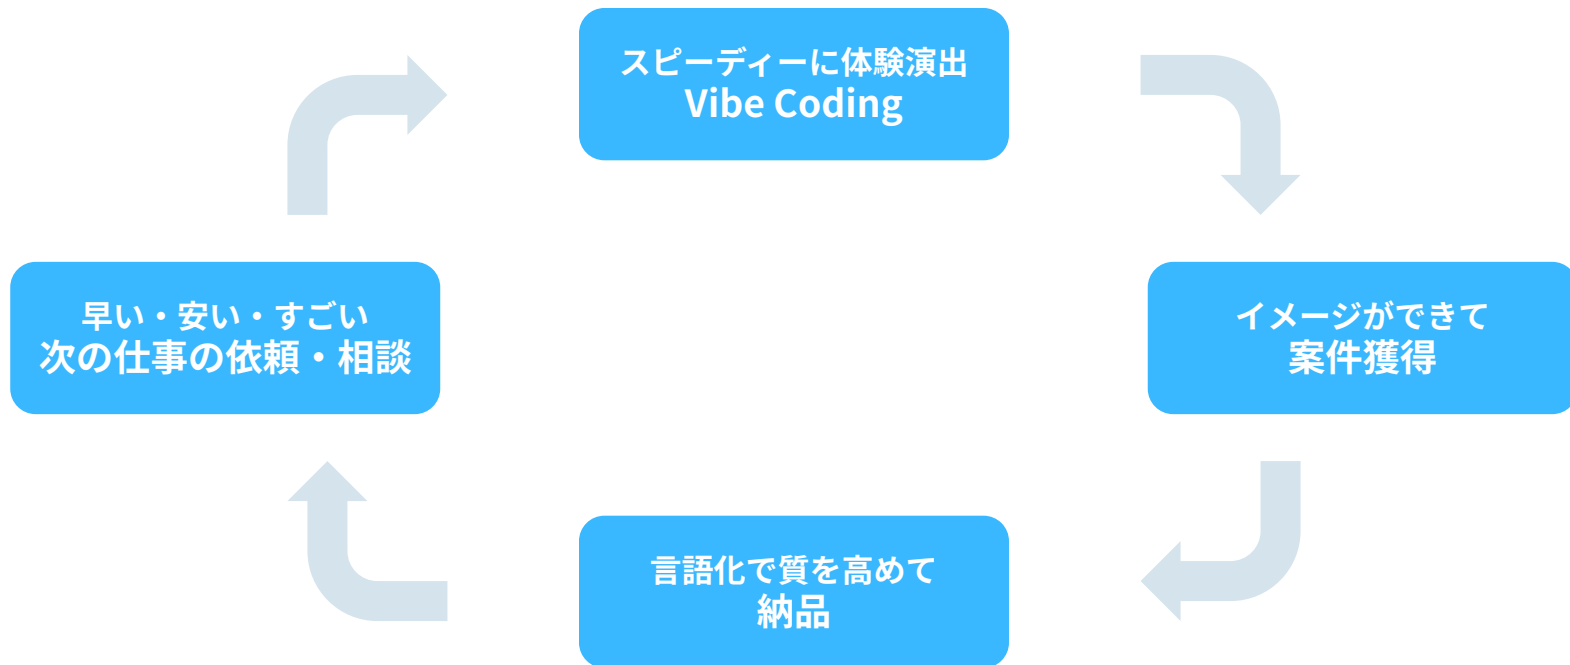 スピーディーに体験演出
Vibe Coding
早い・安い・すごい
次の仕事の依頼・相談
イメージができて
案件獲得
言語化で質を高めて
納品